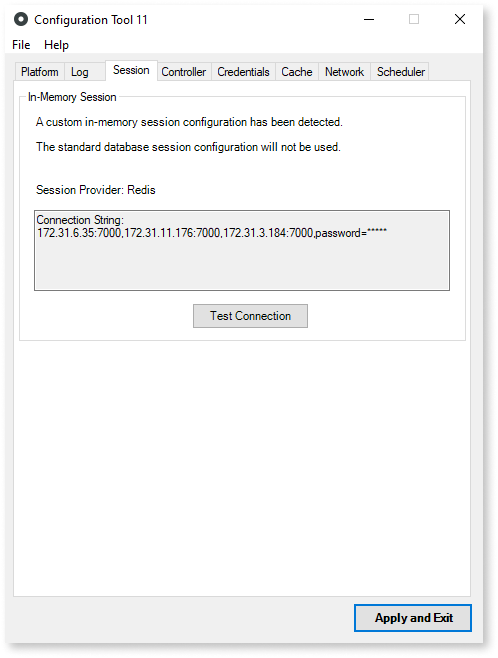 Configuration Tool 11
File Help
Platform Log Session Controller Credentials Cache Network Scheduler
In-Memory Session
A custom in-memory session configuration has been detected.
The standard database session configuration will not be used.
Session Provider: Redis
Connection String:
172.31.6.35:7000,172.31.11.176:7000,172.31.3.184:7000,password=*****
Test Connection
Apply and Exit